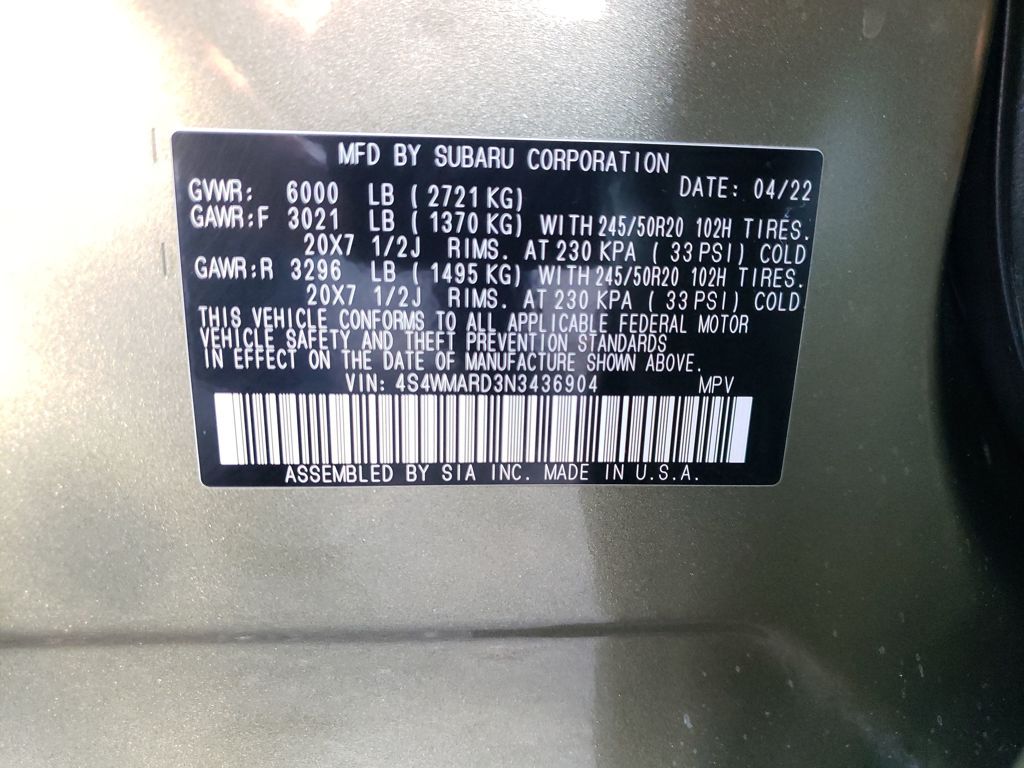 MFD BY SUBARU CORPORATION
DATE: 04/22
GVWR: 6000 LB (2721KG)
GAWR:F 3021 LB (1370 KG) WITH 245/50R20 102H TIRES.
20X7 1/2J RIMS. AT 230 KPA (33 PSI) COLD
GAWR:R 3296 LB (1495 KG) WITH 245/50R20 102H TIRES.
20X7 1/2J RIMS. AT 230 KPA (33 PSI) COLD
THIS VEHICLE CONFORMS TO ALL APPLICABLE FEDERAL MOTOR
VEHICLE SAFETY AND THEFT PREVENTION STANDARDS
IN EFFECT ON THE DATE OF MANUFACTURE SHOWN ABOVE.
VIN: 4S4WMARD3N3436904 MPV
ASSEMBLED BY SIA INC. MADE IN U.S.A.